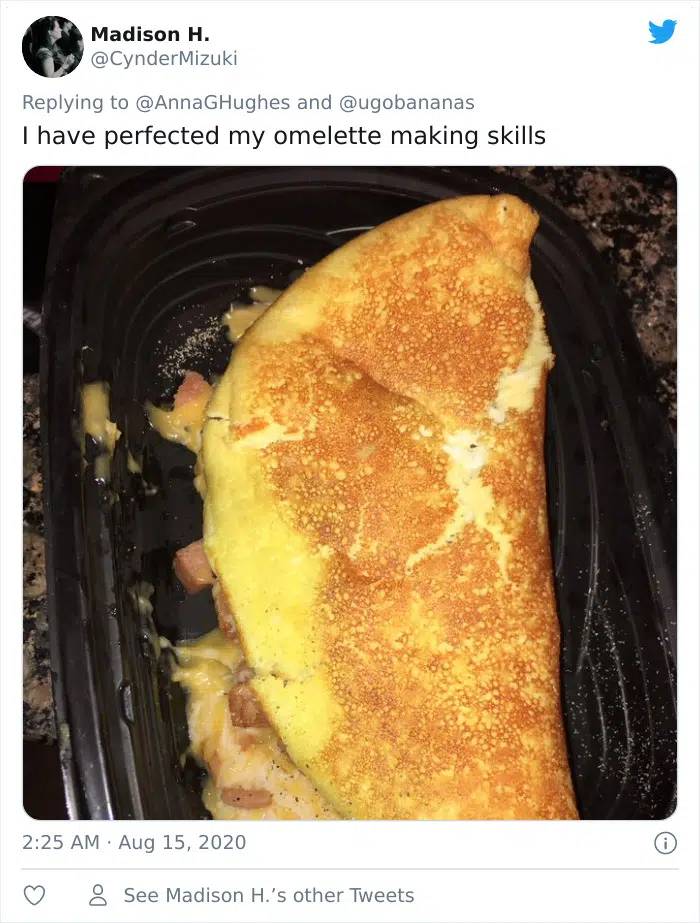 Madison H.
@CynderMizuki
Replying to @AnnaGHughes and @ugobananas
I have perfected my omelette making skills
2:25 AM · Aug 15, 2020
See Madison H.’s other Tweets